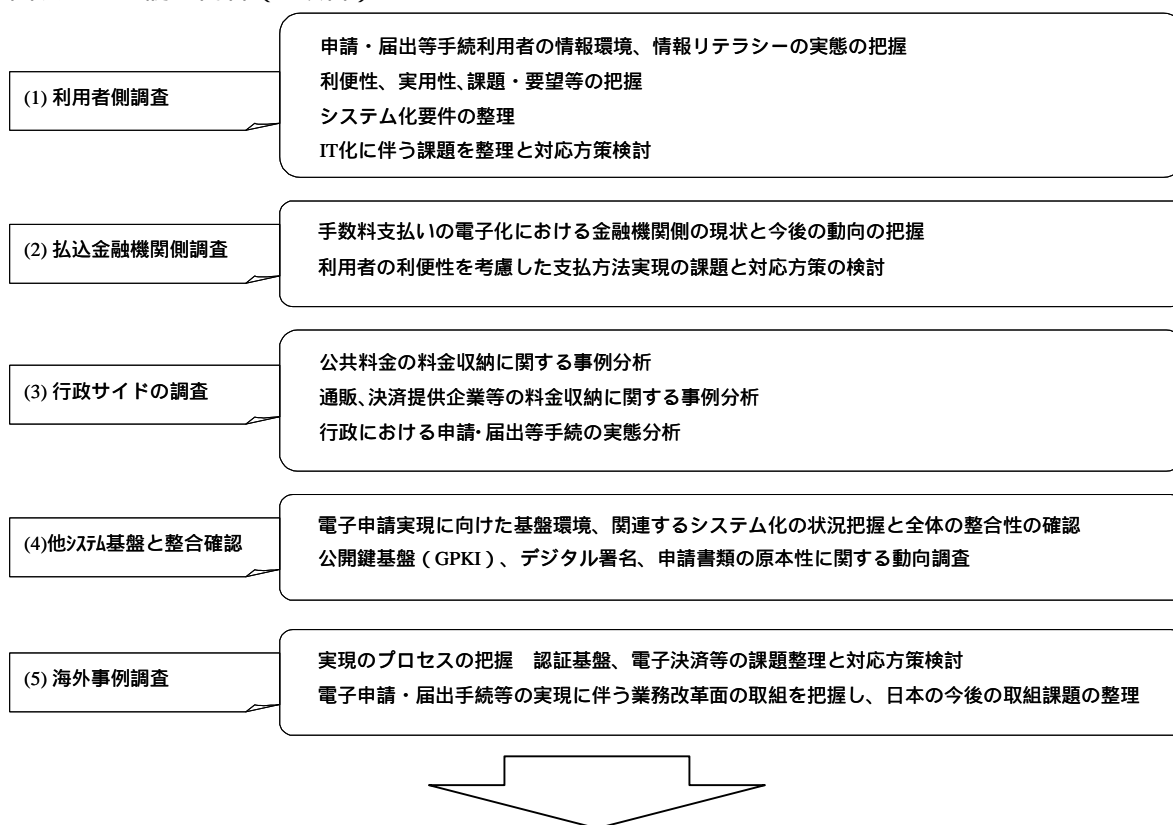 (1) 利用者側調査
申請・届出等手続利用者の情報環境、情報リテラシーの実態の把握
利便性、実用性、課題・要望等の把握
システム化要件の整理
IT化に伴う課題を整理と対応方策検討
(2) 払込金融機関側調査
手数料支払いの電子化における金融機関側の現状と今後の動向の把握
利用者の利便性を考慮した支払方法実現の課題と対応方策の検討
(3) 行政サイドの調査
公共料金の料金収納に関する事例分析
通販、決済提供企業等の料金収納に関する事例分析
行政における申請・届出等手続の実態分析
(4)他ｼｽﾃﾑ基盤と整合確認
電子申請実現に向けた基盤環境、関連するシステム化の状況把握と全体の整合性の確認
公開鍵基盤（GPKI）、デジタル署名、申請書類の原本性に関する動向調査
(5) 海外事例調査
実現のプロセスの把握　認証基盤、電子決済等の課題整理と対応方策検討
電子申請・届出手続等の実現に伴う業務改革面の取組を把握し、日本の今後の取組課題の整理